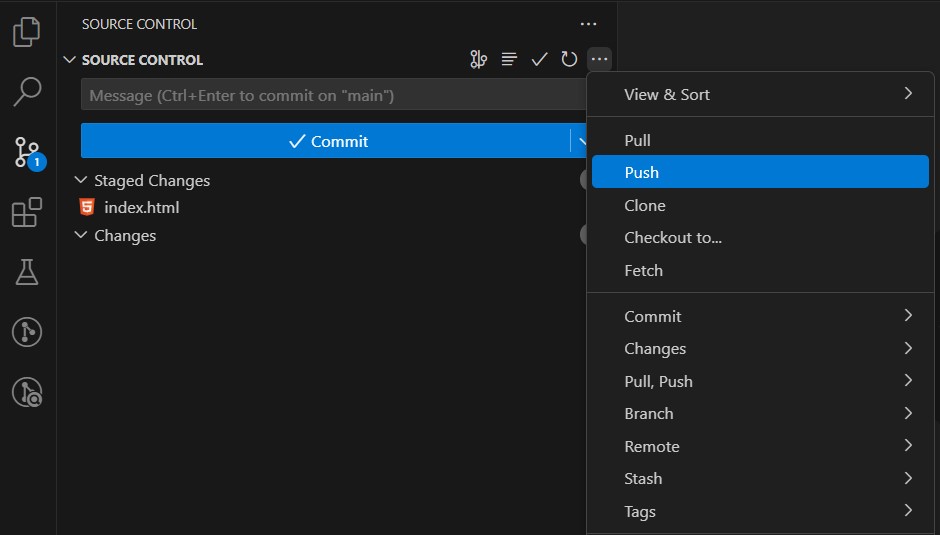 SOURCE CONTROL
SOURCE CONTROL
Message (Ctrl+Enter to commit on "main")
Commit
Staged Changes
index.html
Changes
1
View & Sort
Pull
Push
Clone
Checkout to...
Fetch
Commit
Changes
Pull, Push
Branch
Remote
Stash
Tags